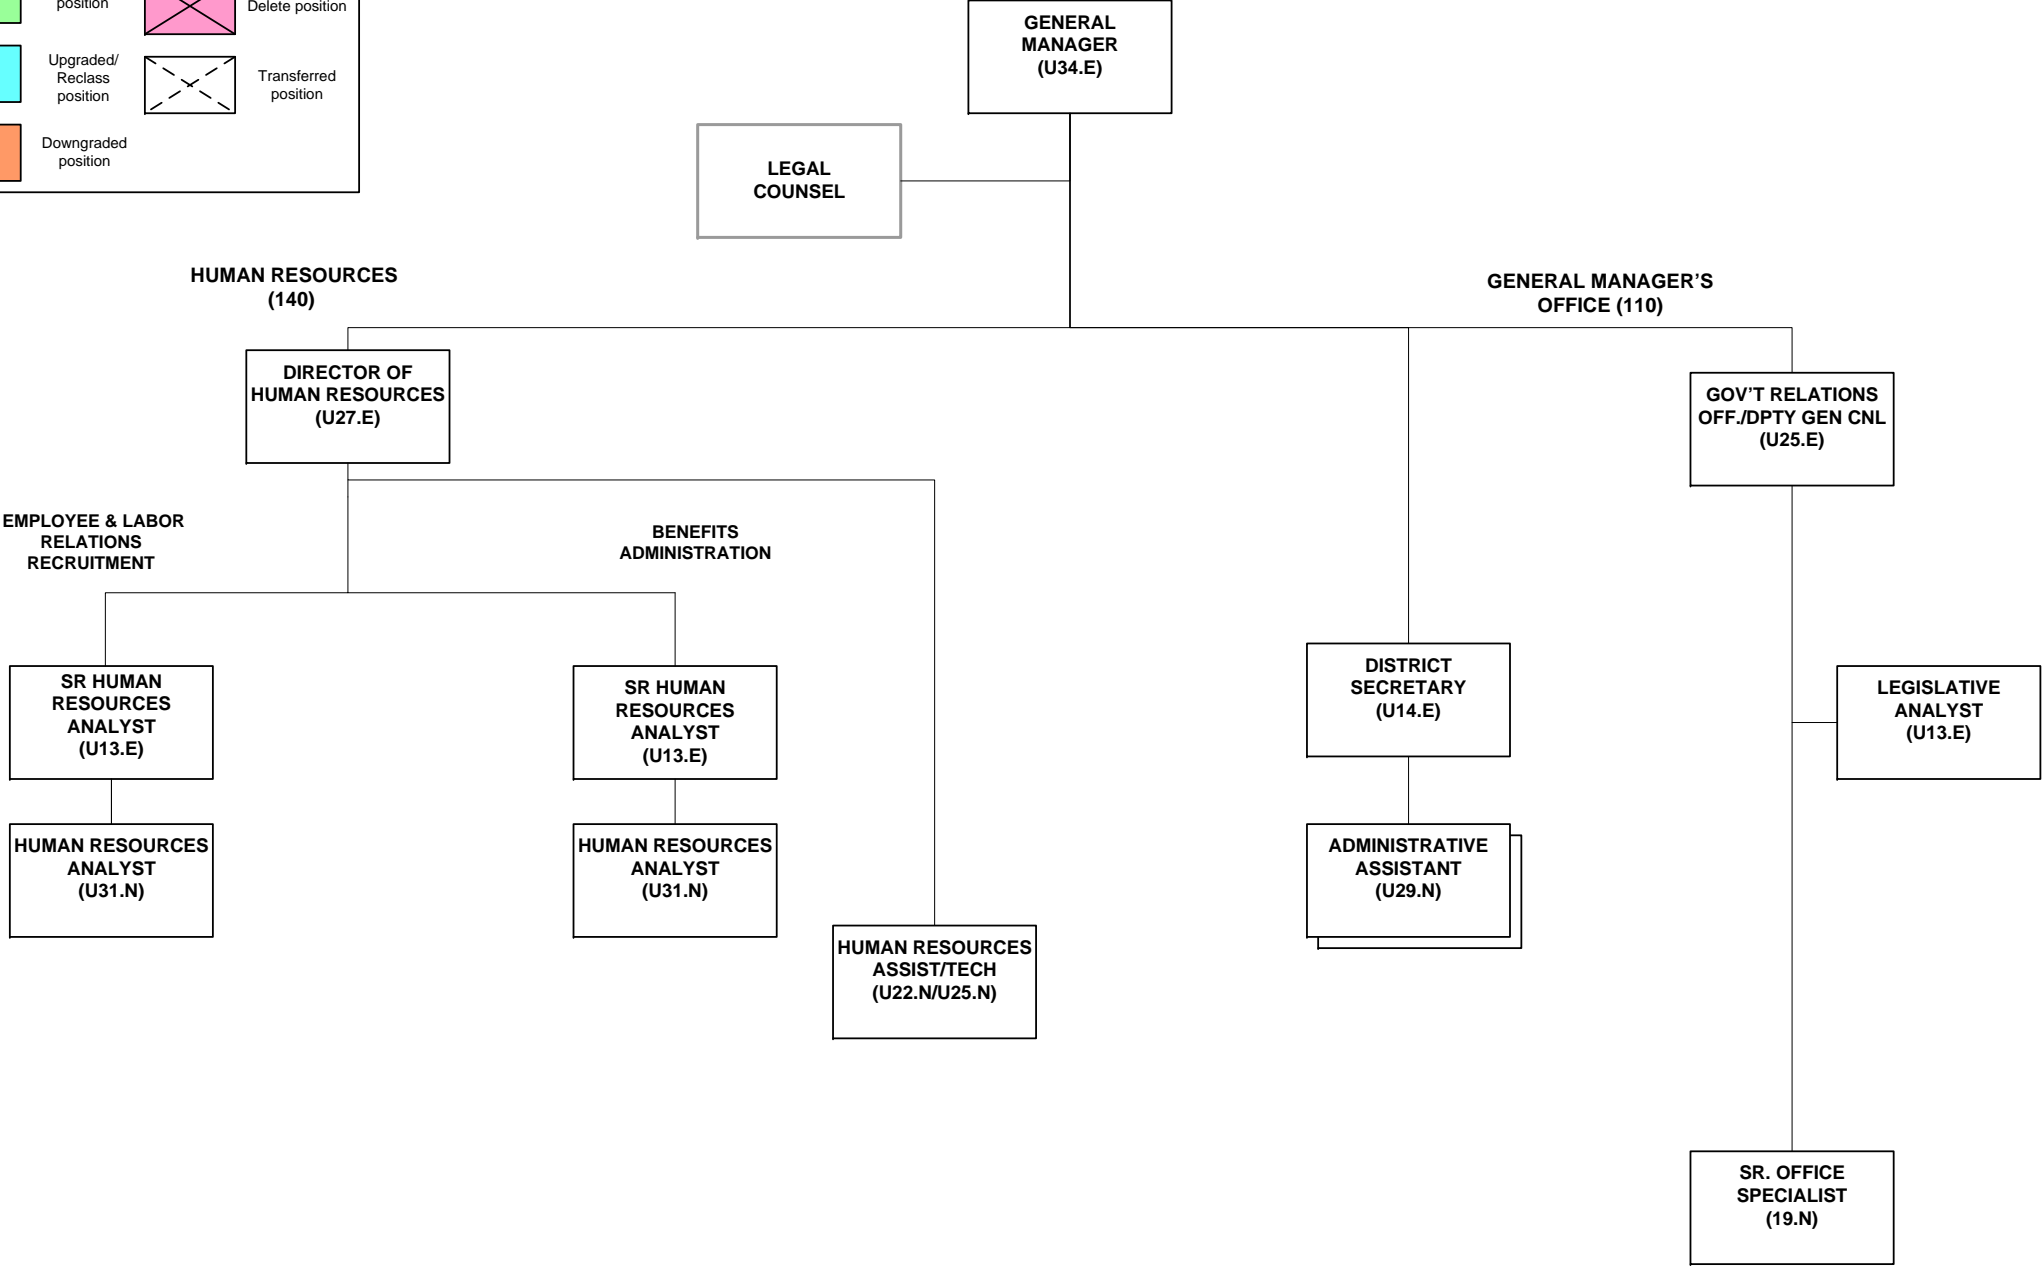 position
Delete position
Upgraded/
Reclass
position
Transferred
position
Downgraded
position
GENERAL
MANAGER
(U34.E)
LEGAL
COUNSEL
HUMAN RESOURCES
(140)
GENERAL MANAGER’S
OFFICE (110)
DIRECTOR OF
HUMAN RESOURCES
(U27.E)
GOV’T RELATIONS
OFF./DPTY GEN CNL
(U25.E)
EMPLOYEE & LABOR
RELATIONS
RECRUITMENT
BENEFITS
ADMINISTRATION
SR HUMAN
RESOURCES
ANALYST
(U13.E)
SR HUMAN
RESOURCES
ANALYST
(U13.E)
DISTRICT
SECRETARY
(U14.E)
LEGISLATIVE
ANALYST
(U13.E)
HUMAN RESOURCES
ANALYST
(U31.N)
HUMAN RESOURCES
ANALYST
(U31.N)
ADMINISTRATIVE
ASSISTANT
(U29.N)
HUMAN RESOURCES
ASSIST/TECH
(U22.N/U25.N)
SR. OFFICE
SPECIALIST
(19.N)